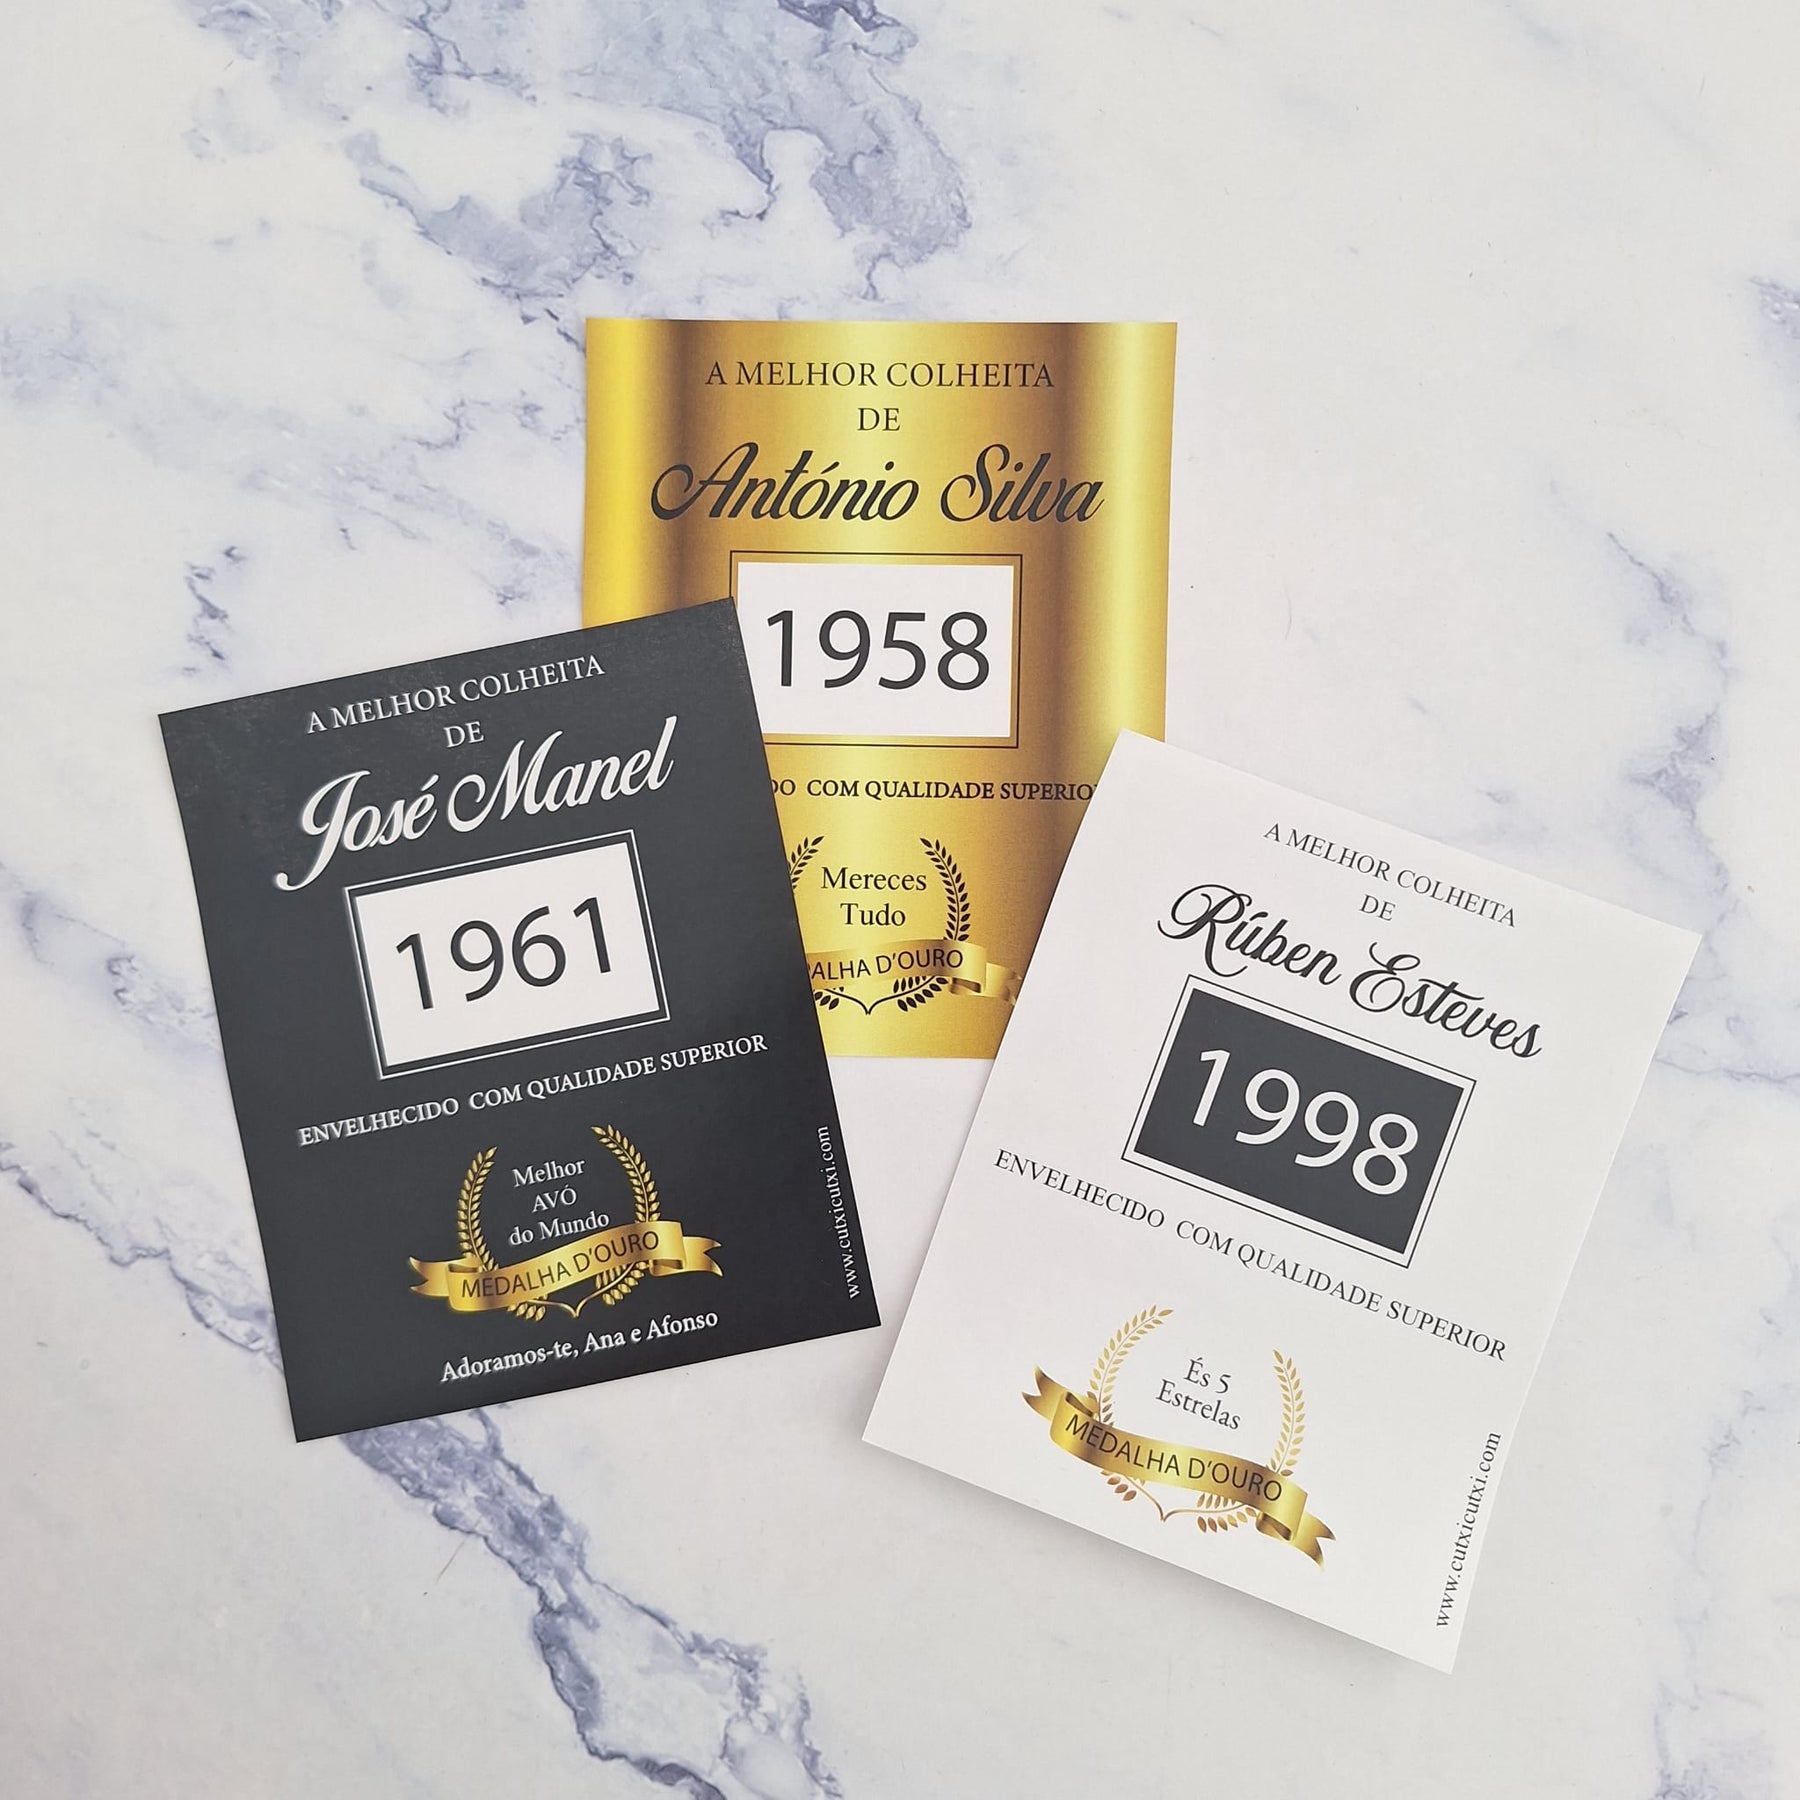 A MELHOR COLHEITA
DE
António Silva
1958
COM QUALIDADE
Mereces
Tudo
D'OURO
A MELHOR COLHEITA
DE
José Manel
1961
ENVELHECIDO COM QUALIDADE SUPERIOR
Melhor
AVÓ
do Mundo
MEDALHA D'OURO
Adoramos-te, Ana e Afonso
www.cutxicutxi.com
A MELHOR COLHEITA
DE
Rúben Esteves
1998
ENVELHECIDO COM QUALIDADE SUPERIOR
És 5
Estrelas
MEDALHA D'OURO
www.cutxicutxi.com